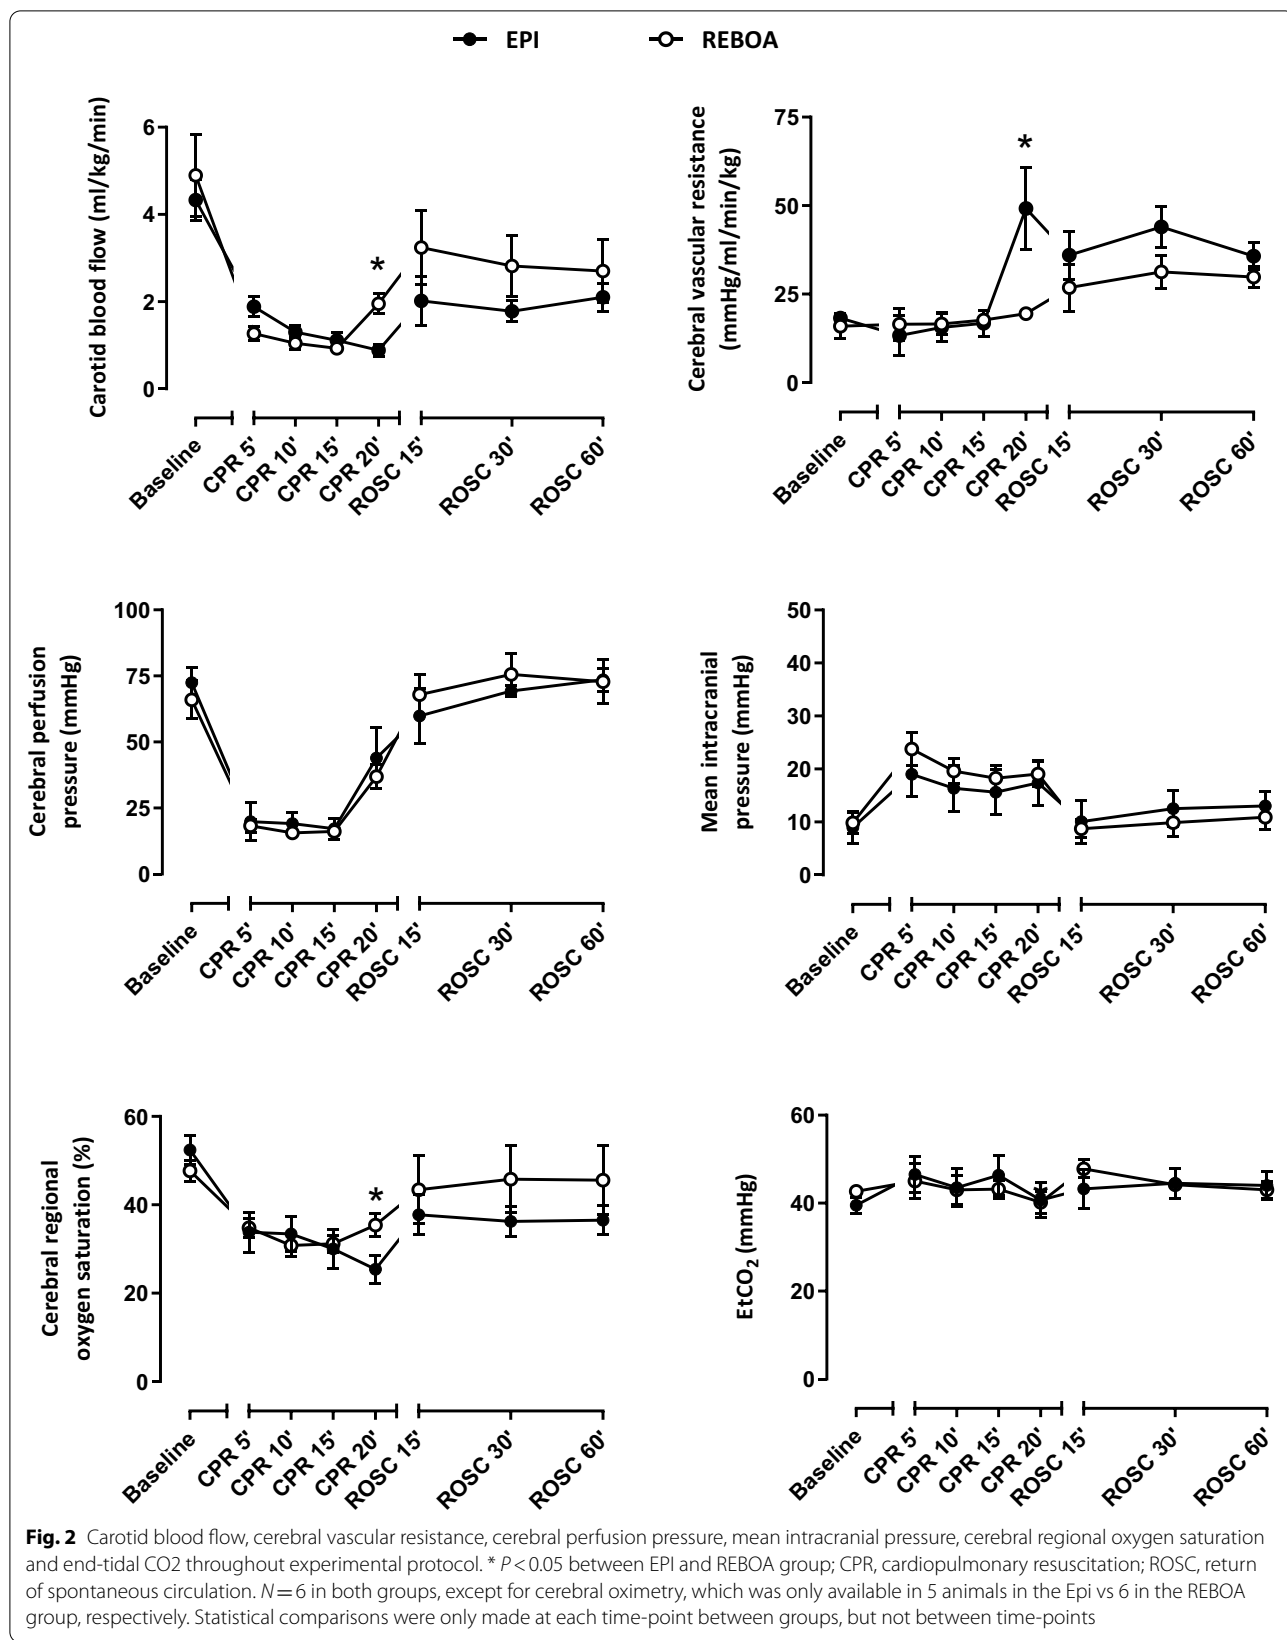 EPI REBOA
Carotid blood flow (ml/kg/min)
6
4
2
0
*
Baseline
CPR 5'
CPR 10'
CPR 15'
CPR 20'
ROSC 15'
ROSC 30'
ROSC 60'
Cerebral vascular resistance
(mmHg/ml/min/kg)
75
50
25
0
*
Baseline
CPR 5'
CPR 10'
CPR 15'
CPR 20'
ROSC 15'
ROSC 30'
ROSC 60'
Cerebral perfusion
pressure (mmHg)
100
75
50
25
0
Baseline
CPR 5'
CPR 10'
CPR 15'
CPR 20'
ROSC 15'
ROSC 30'
ROSC 60'
Mean intracranial
pressure (mmHg)
50
40
30
20
10
0
Baseline
CPR 5'
CPR 10'
CPR 15'
CPR 20'
ROSC 15'
ROSC 30'
ROSC 60'
Cerebral regional
oxygen saturation (%)
60
40
20
0
*
Baseline
CPR 5'
CPR 10'
CPR 15'
CPR 20'
ROSC 15'
ROSC 30'
ROSC 60'
EtCO2 (mmHg)
60
40
20
0
Baseline
CPR 5'
CPR 10'
CPR 15'
CPR 20'
ROSC 15'
ROSC 30'
ROSC 60'
Fig. 2 Carotid blood flow, cerebral vascular resistance, cerebral perfusion pressure, mean intracranial pressure, cerebral regional oxygen saturation
and end-tidal CO2 throughout experimental protocol. * P < 0.05 between EPI and REBOA group; CPR, cardiopulmonary resuscitation; ROSC, return
of spontaneous circulation. N = 6 in both groups, except for cerebral oximetry, which was only available in 5 animals in the Epi vs 6 in the REBOA
group, respectively. Statistical comparisons were only made at each time-point between groups, but not between time-points